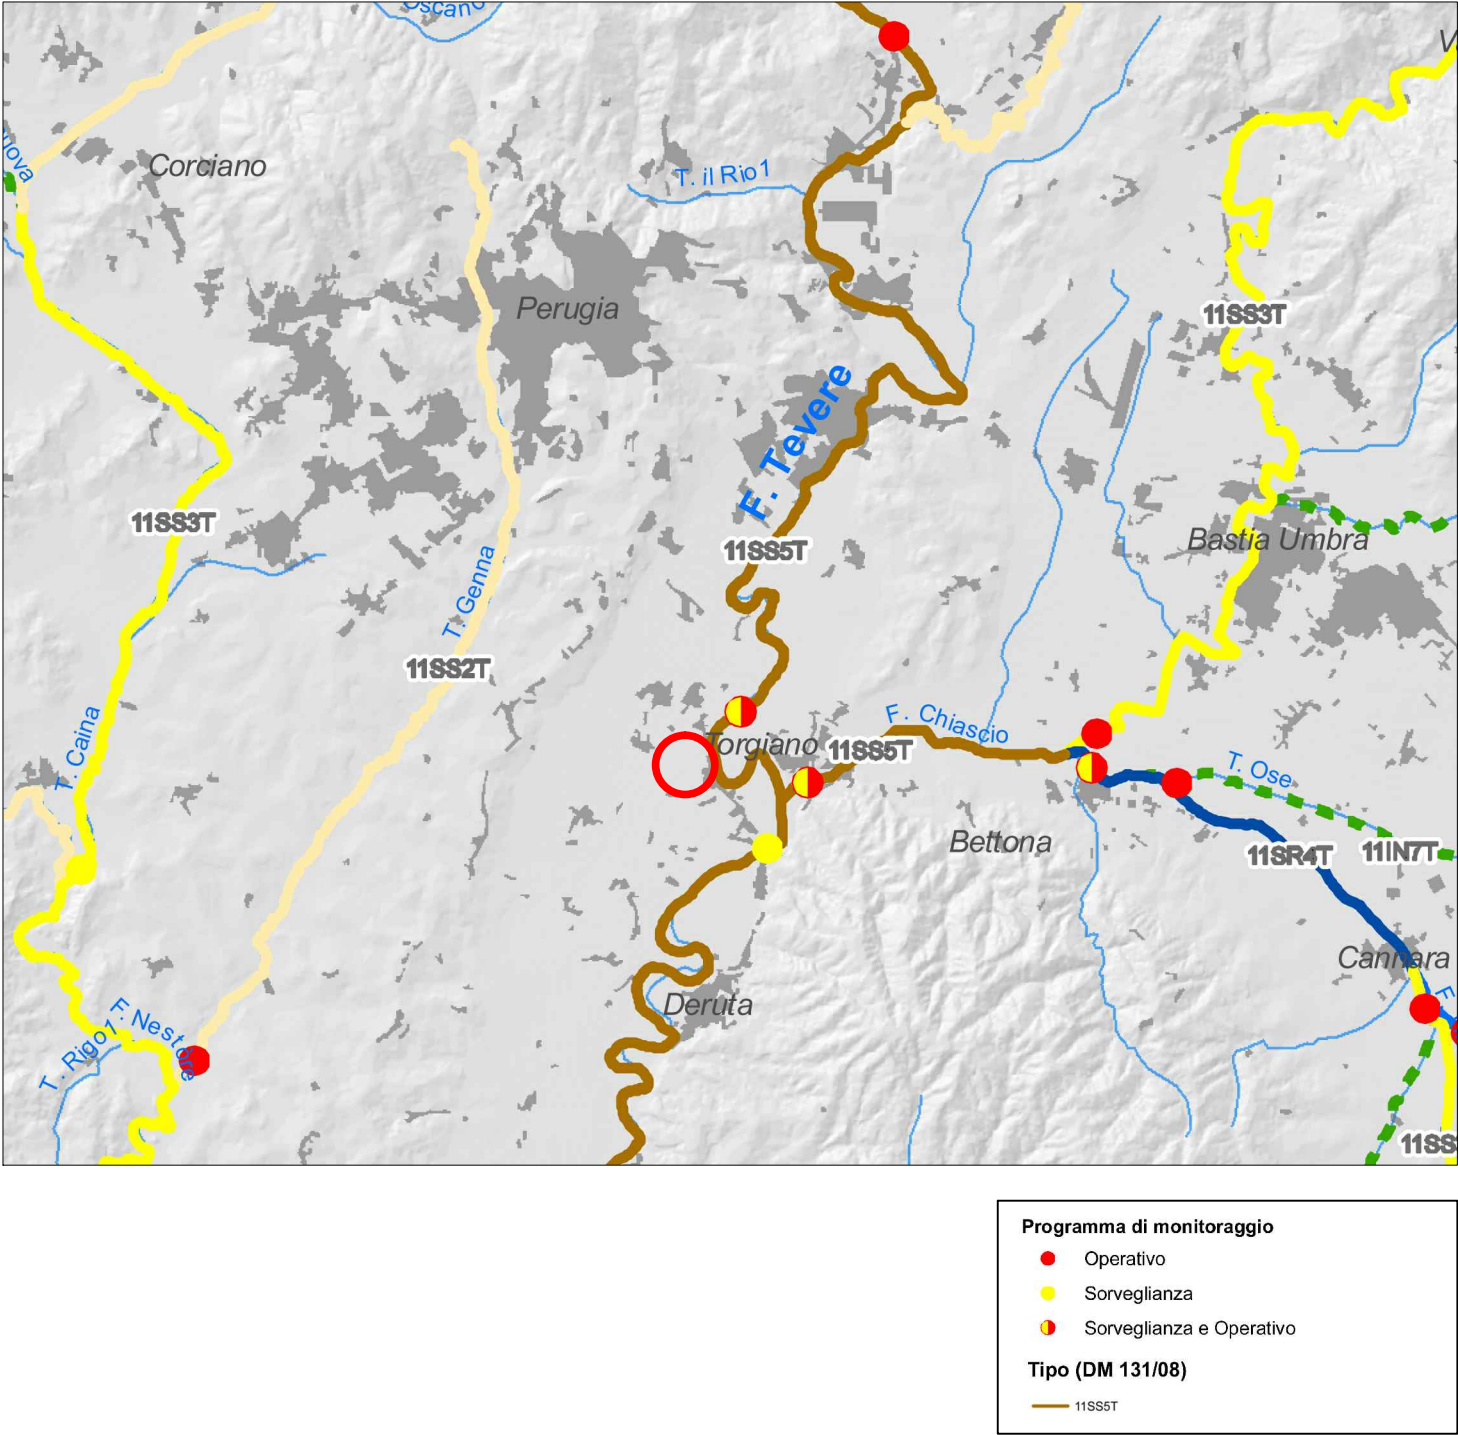 Oscano
V
nuova
Corciano
T. il Rio1
Perugia
11SS3T
F. Tevere
11SS3T
Bastia Umbra
11SS5T
T. Genna
11SS2T
T. Caina
F. Chiascio
Torgiano
11SS5T
T. Ose
Bettona
11SR4T
11IN7T
Cannara
F.
Deruta
F. Nestore
T. Rigo1
11SS
Programma di monitoraggio
Operativo
Sorveglianza
Sorveglianza e Operativo
Tipo (DM 131/08)
11SS5T